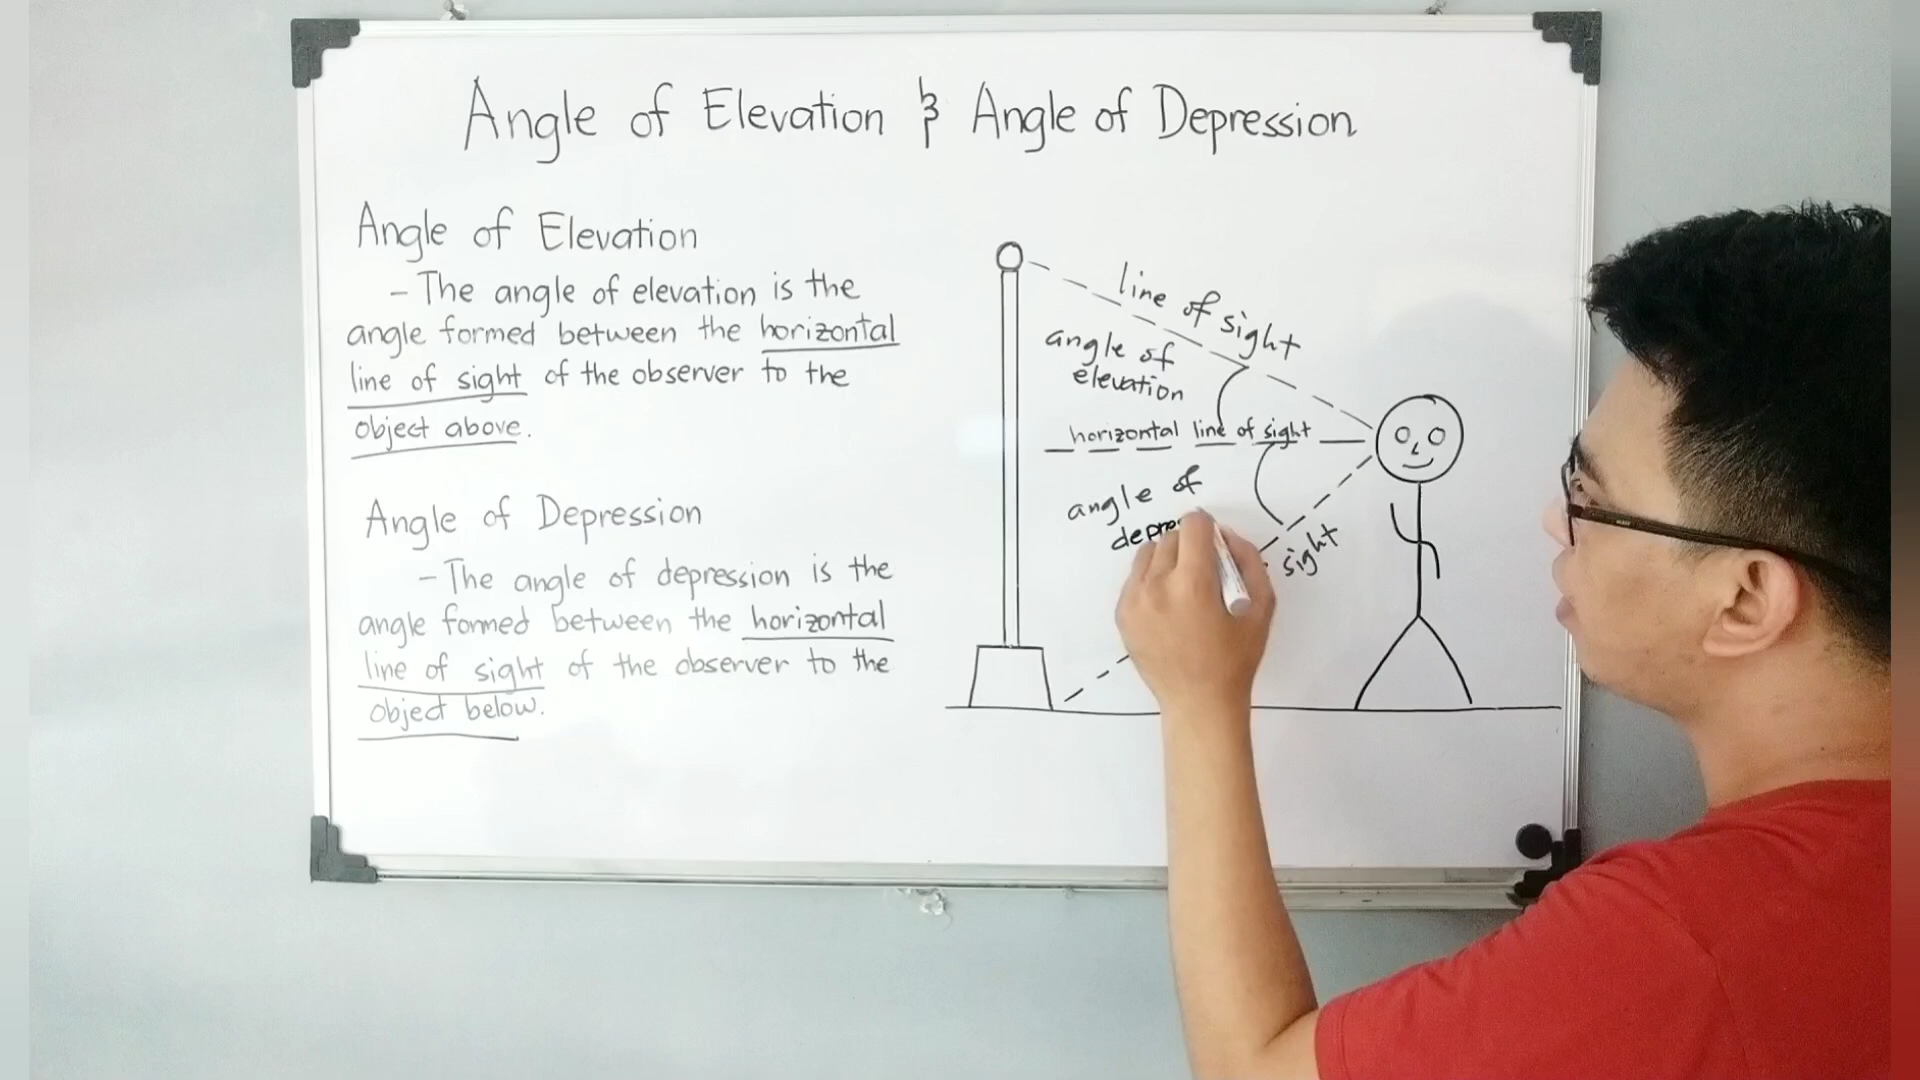 Angle of Elevation & Angle of Depression
Angle of Elevation
- The angle of elevation is the
angle formed between the horizontal
line of sight of the observer to the
object above.
Angle of Depression
- The angle of depression is the
angle formed between the horizontal
line of sight of the observer to the
object below.
line of sight
angle of
elevation
horizontal line of sight
angle of
depre
sight